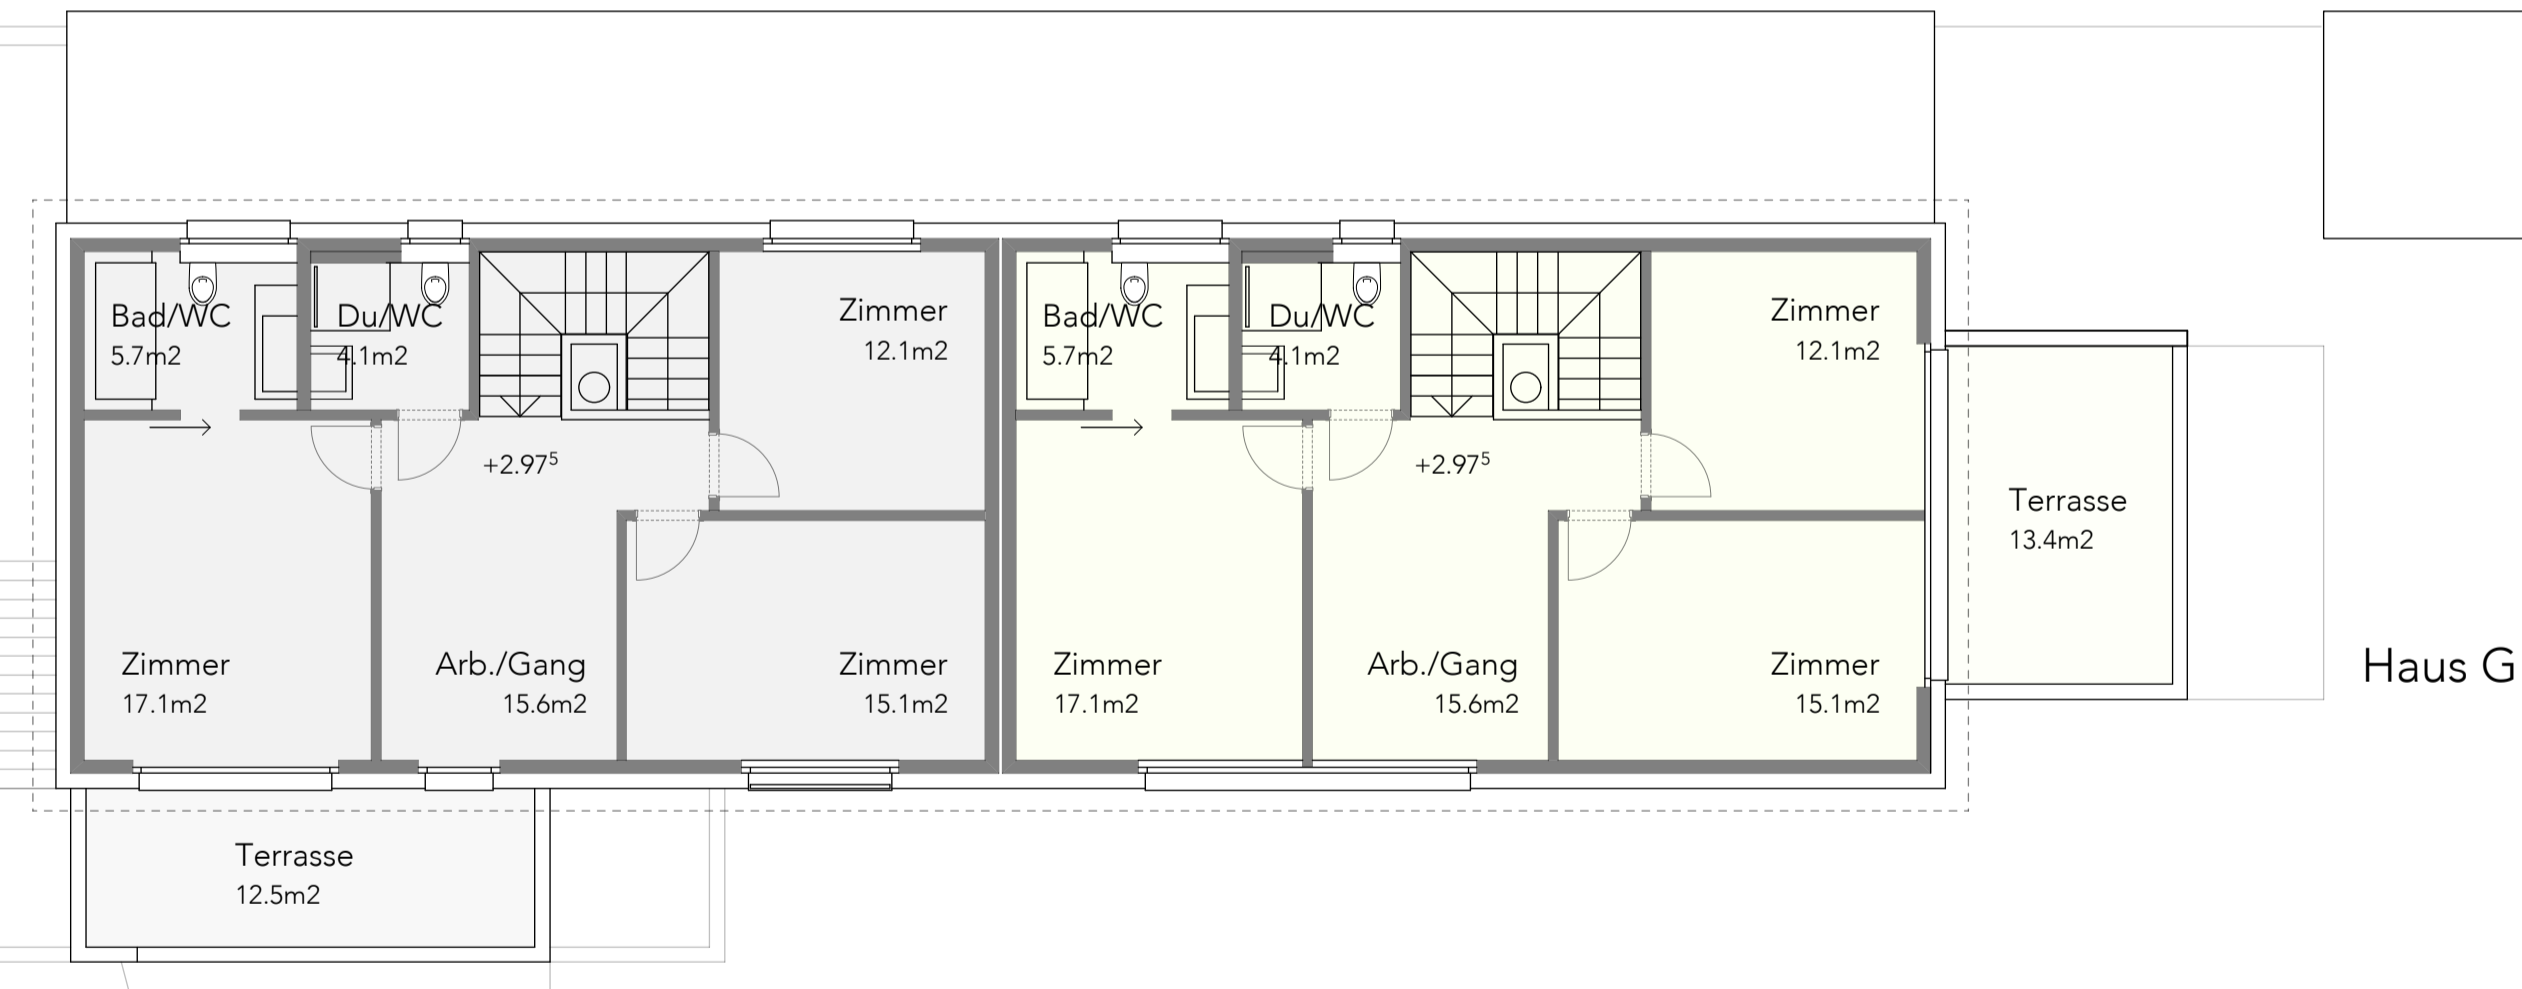 Bad/WC
5.7m2
Du/WC
4.1m2
Zimmer
12.1m2
+2.97⁵
Zimmer
17.1m2
Arb./Gang
15.6m2
Zimmer
15.1m2
Terrasse
12.5m2
Bad/WC
5.7m2
Du/WC
4.1m2
Zimmer
12.1m2
+2.97⁵
Zimmer
17.1m2
Arb./Gang
15.6m2
Zimmer
15.1m2
Terrasse
13.4m2
Haus G